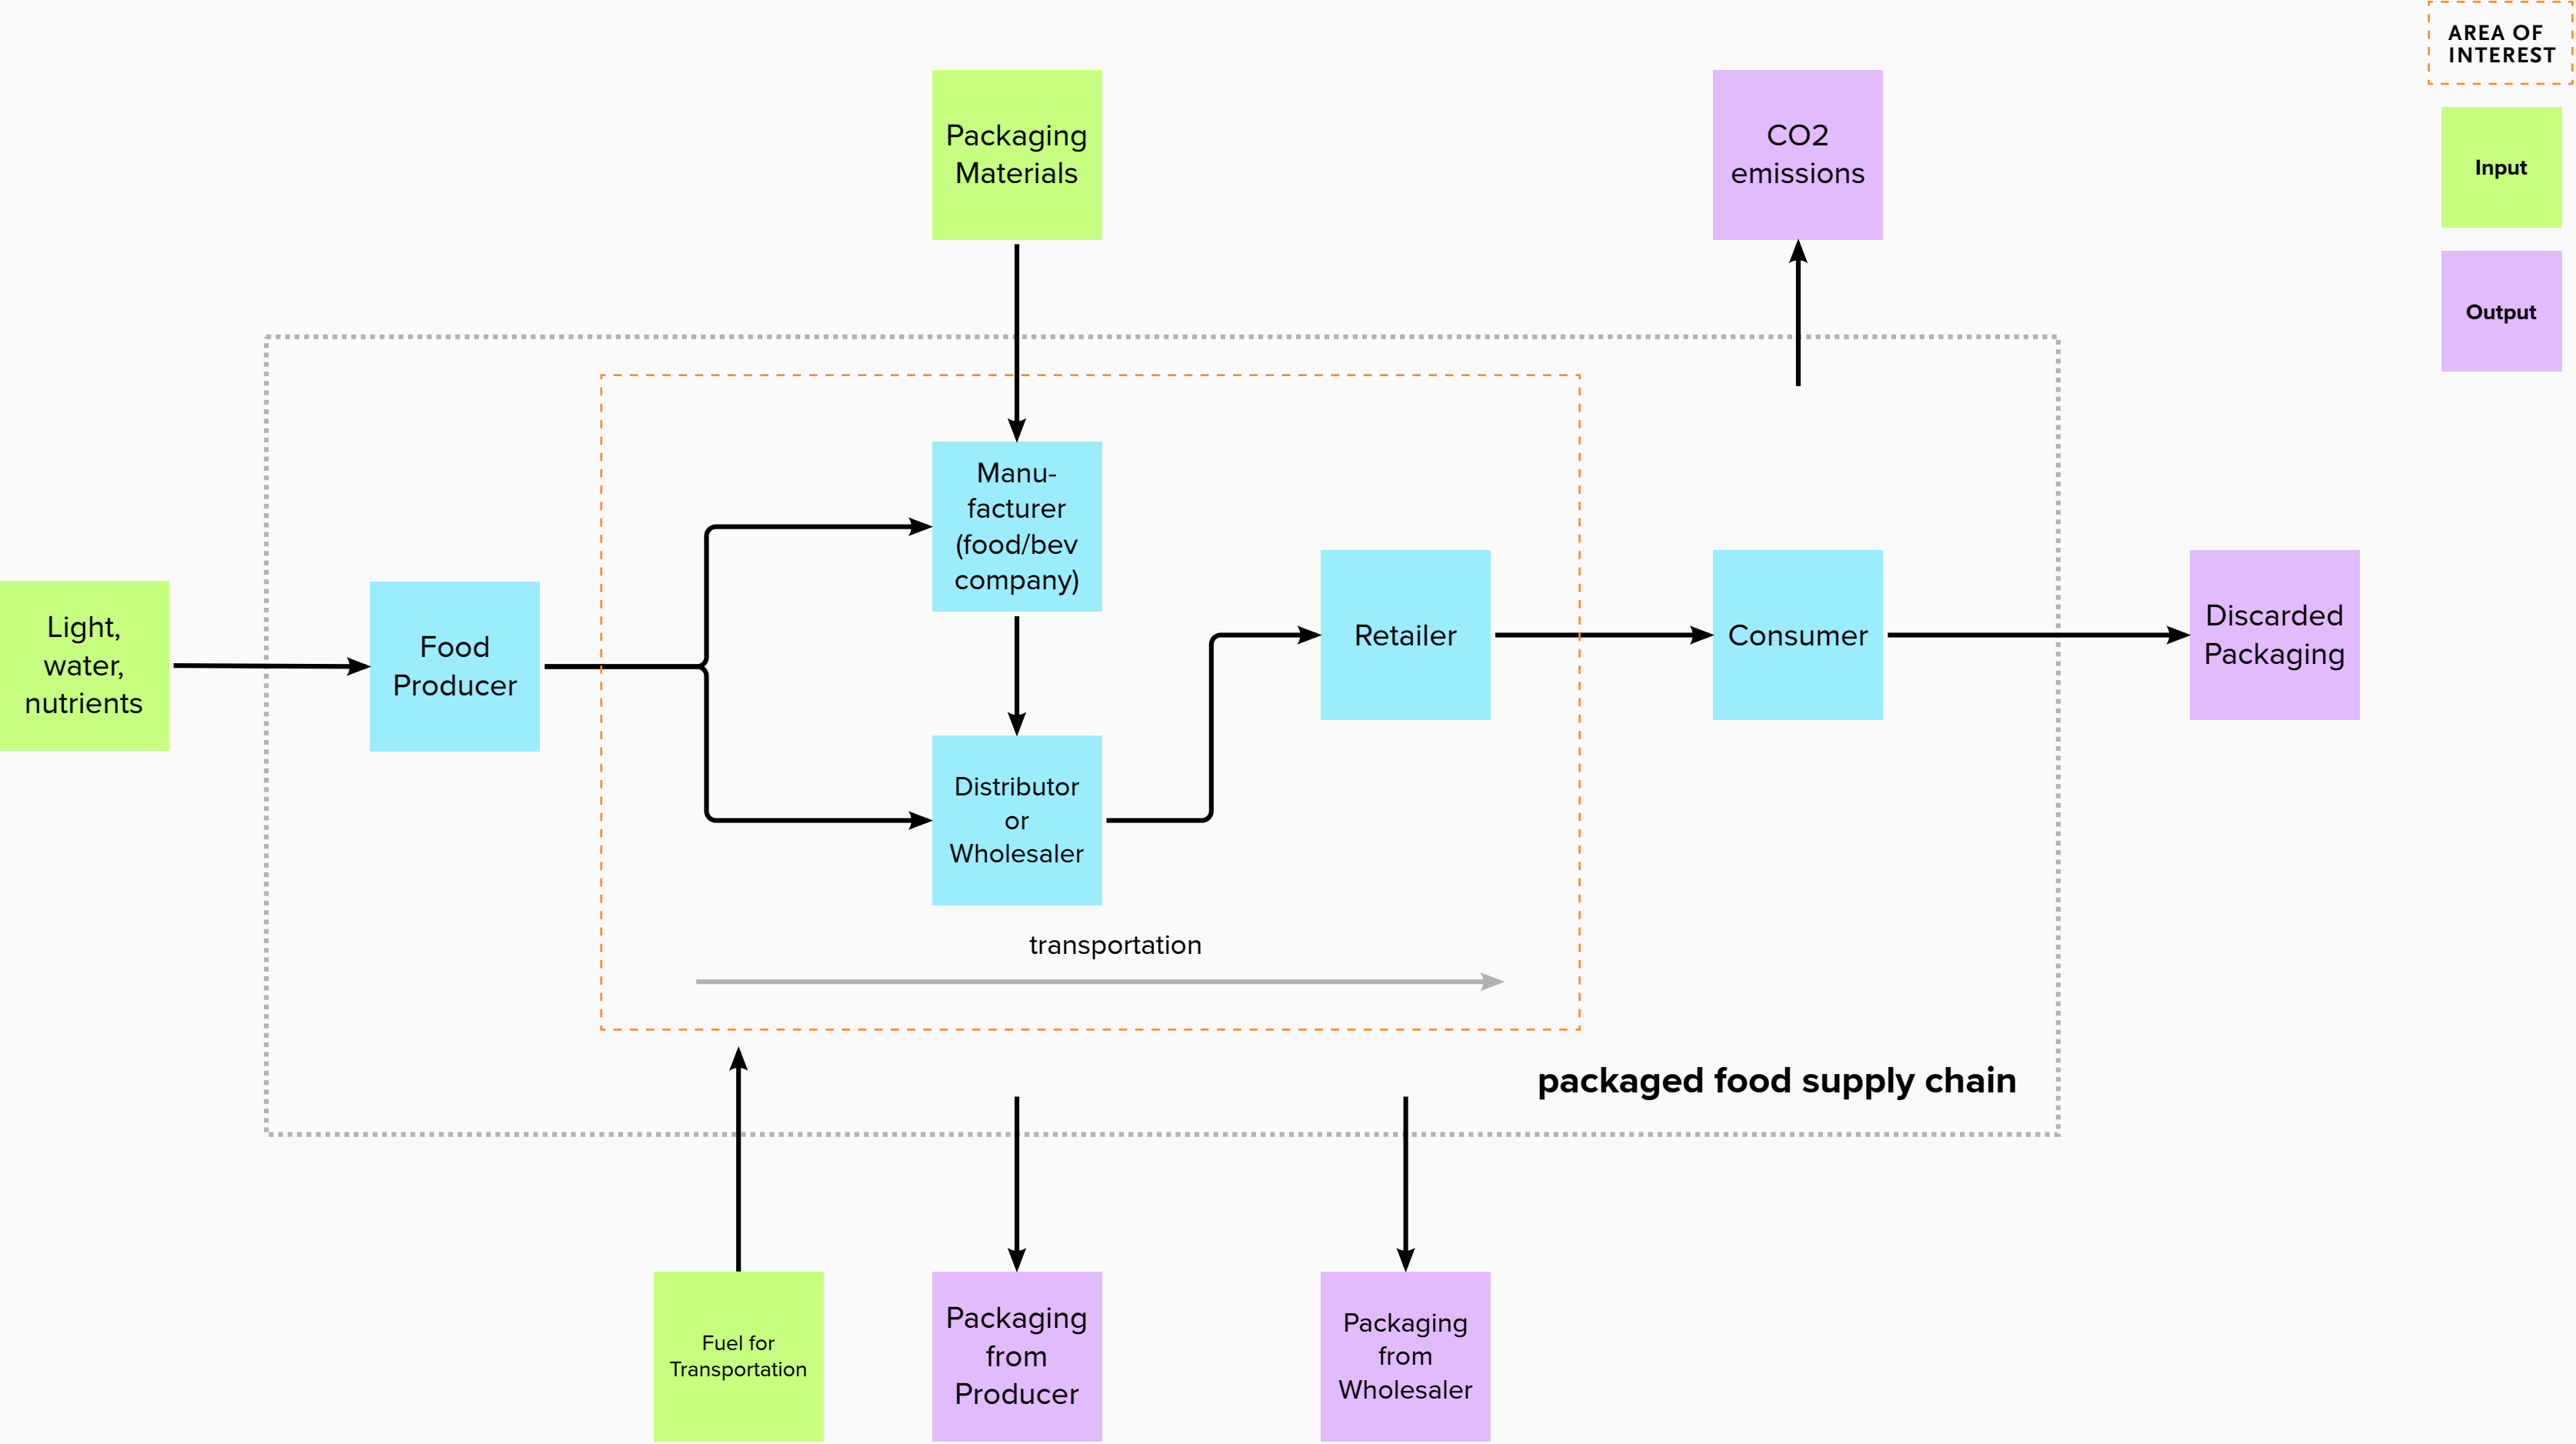 AREA OF
INTEREST
Packaging
Materials
CO2
emissions
Input
Output
Manu-
facturer
(food/bev
company)
Light,
water,
nutrients
Food
Producer
Retailer
Consumer
Discarded
Packaging
Distributor
or
Wholesaler
transportation
packaged food supply chain
Fuel for
Transportation
Packaging
from
Producer
Packaging
from
Wholesaler